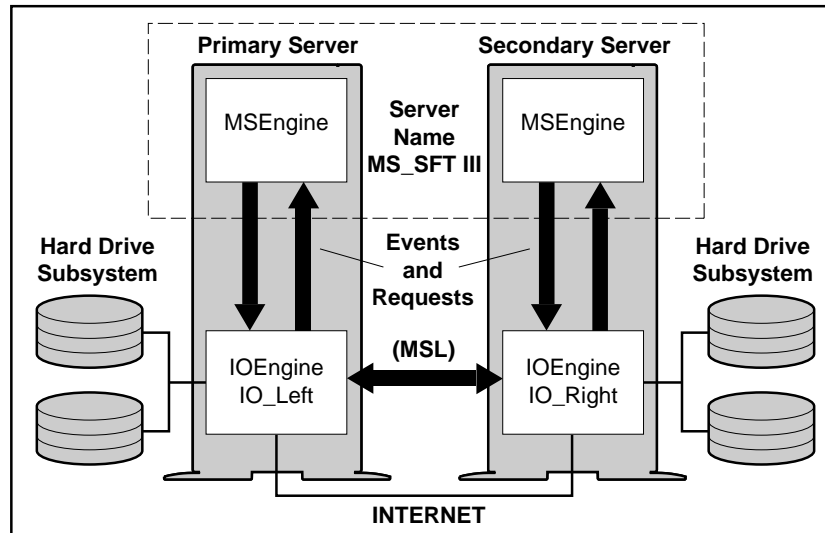 Primary Server
Secondary Server
MSEngine
Server
Name
MS_SFT III
MSEngine
Hard Drive
Subsystem
Events
and
Requests
Hard Drive
Subsystem
IOEngine
IO_Left
(MSL)
IOEngine
IO_Right
INTERNET